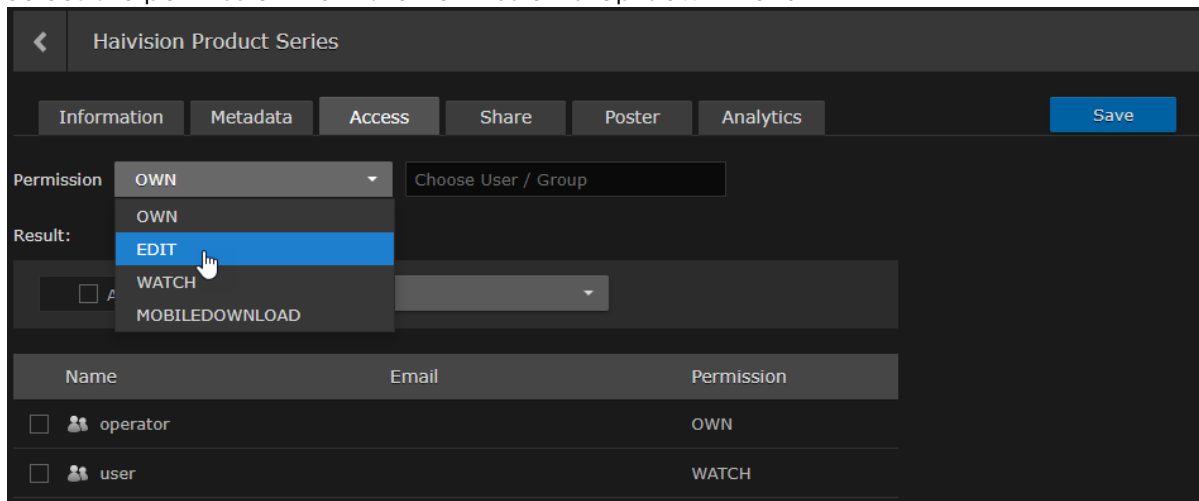 Haivision Product Series
Information Metadata Access Share Poster Analytics Save
Permission OWN Choose User / Group
OWN
Result:
EDIT
WATCH
A
MOBILEDOWNLOAD
Name Email Permission
operator OWN
user WATCH